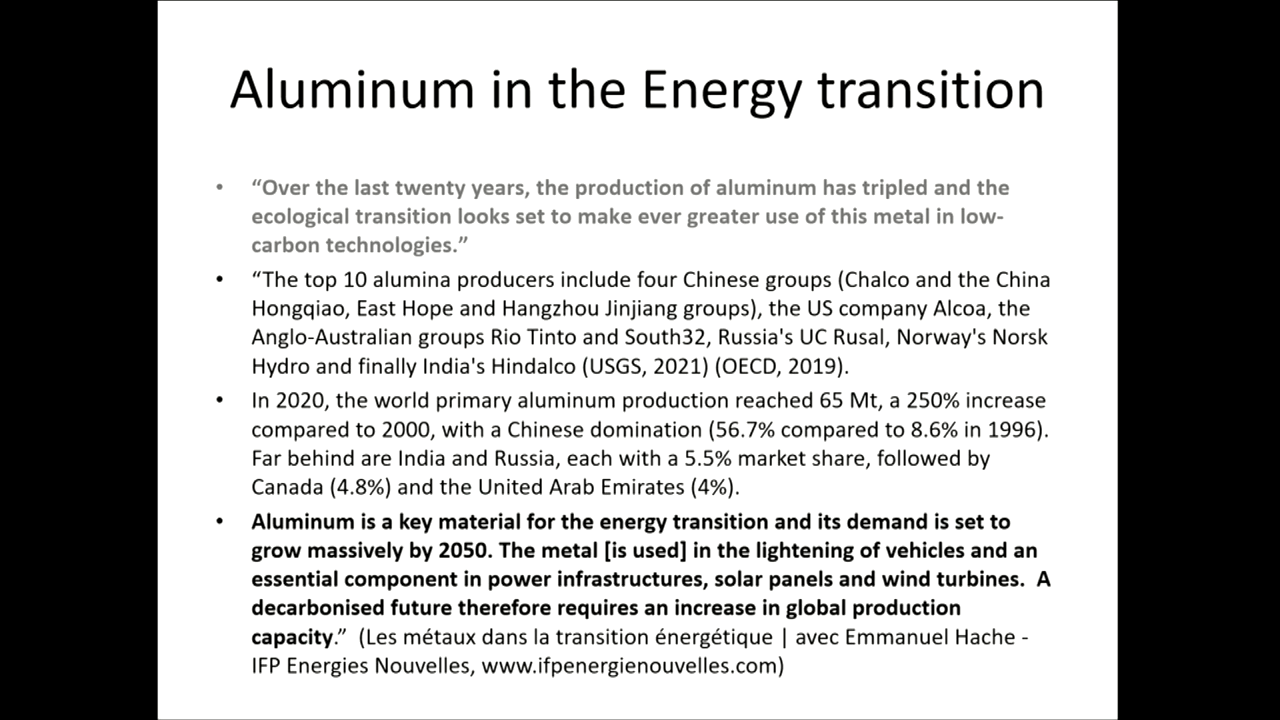 Aluminum in the Energy transition
• “Over the last twenty years, the production of aluminum has tripled and the
ecological transition looks set to make ever greater use of this metal in low-
carbon technologies.”
• “The top 10 alumina producers include four Chinese groups (Chalco and the China
Hongqiao, East Hope and Hangzhou Jinjiang groups), the US company Alcoa, the
Anglo-Australian groups Rio Tinto and South32, Russia's UC Rusal, Norway's Norsk
Hydro and finally India's Hindalco (USGS, 2021) (OECD, 2019).
• In 2020, the world primary aluminum production reached 65 Mt, a 250% increase
compared to 2000, with a Chinese domination (56.7% compared to 8.6% in 1996).
Far behind are India and Russia, each with a 5.5% market share, followed by
Canada (4.8%) and the United Arab Emirates (4%).
• Aluminum is a key material for the energy transition and its demand is set to
grow massively by 2050. The metal [is used] in the lightening of vehicles and an
essential component in power infrastructures, solar panels and wind turbines.  A
decarbonised future therefore requires an increase in global production
capacity.”  (Les métaux dans la transition énergétique | avec Emmanuel Hache -
IFP Energies Nouvelles, www.ifpenergienouvelles.com)